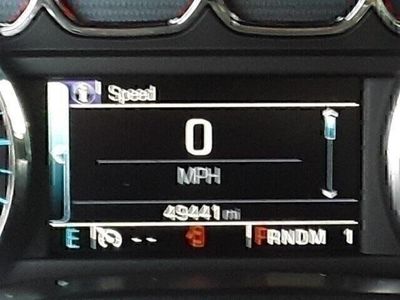 Speed
0
MPH
49441 mi
E -- PRNDM 1